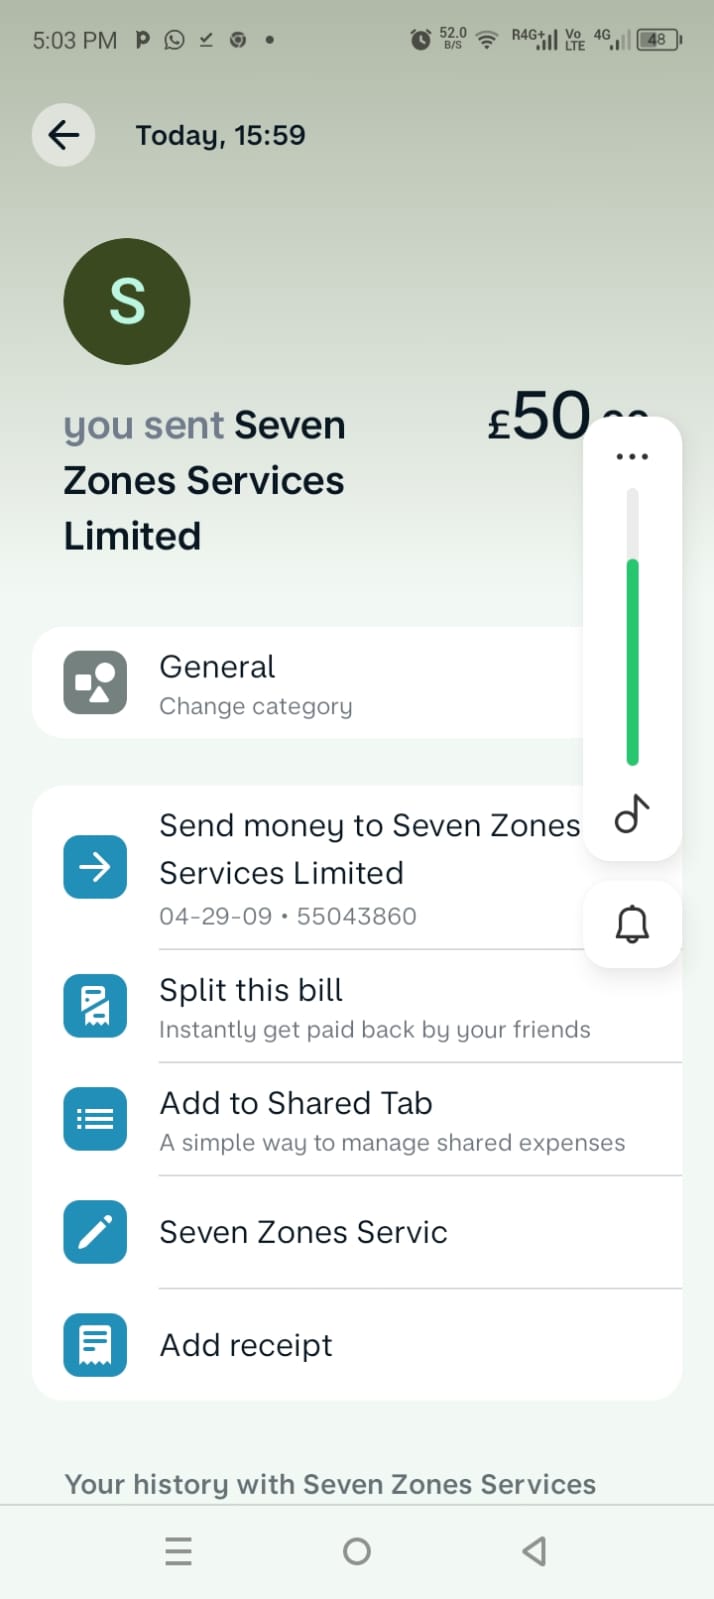 5:03 PM 52.0 B/S R4G+ Vo LTE 4G 48
Today, 15:59
S
you sent Seven
Zones Services
Limited
£50
General
Change category
Send money to Seven Zones
Services Limited
04-29-09 • 55043860
Split this bill
Instantly get paid back by your friends
Add to Shared Tab
A simple way to manage shared expenses
Seven Zones Servic
Add receipt
Your history with Seven Zones Services